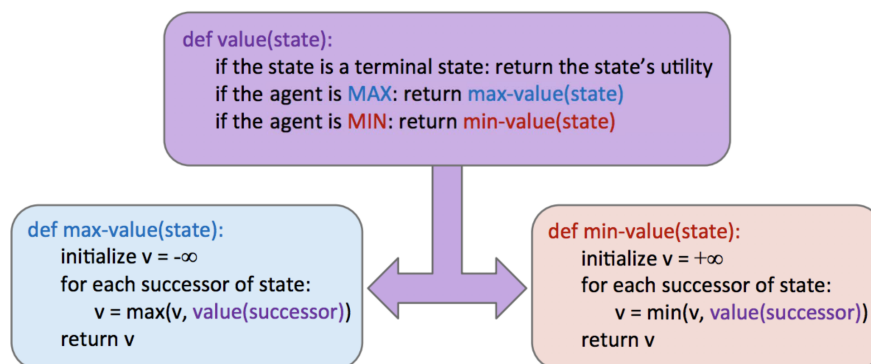 def value(state):
if the state is a terminal state: return the state's utility
if the agent is MAX: return max-value(state)
if the agent is MIN: return min-value(state)
def max-value(state):
initialize v = -∞
for each successor of state:
v = max(v, value(successor))
return v
def min-value(state):
initialize v = +∞
for each successor of state:
v = min(v, value(successor))
return v